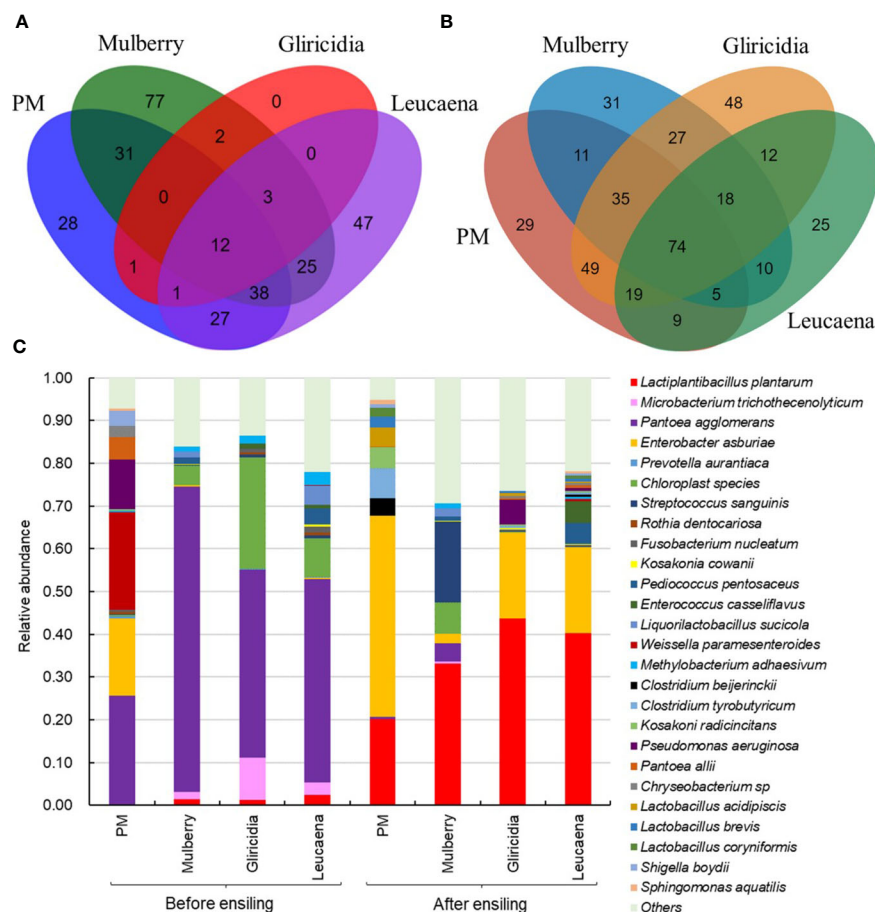 A
Mulberry
Gliricidia
PM
Leucaena
77
0
2
31
0
0
3
28
47
12
1
25
1
38
27
B
Mulberry
Gliricidia
PM
Leucaena
31
48
27
11
12
35
18
29
25
74
49
10
19
5
9
C
Relative abundance
1.00
0.90
0.80
0.70
0.60
0.50
0.40
0.30
0.20
0.10
0.00
PM
Mulberry
Gliricidia
Leucaena
PM
Mulberry
Gliricidia
Leucaena
Before ensiling
After ensiling
Lactiplantibacillus plantarum
Microbacterium trichothecenolyticum
Pantoea agglomerans
Enterobacter asburiae
Prevotella aurantiaca
Chloroplast species
Streptococcus sanguinis
Rothia dentocariosa
Fusobacterium nucleatum
Kosakonia cowanii
Pediococcus pentosaceus
Enterococcus casseliflavus
Liquorilactobacillus sucicola
Weissella paramesenteroides
Methylobacterium adhaesivum
Clostridium beijerinckii
Clostridium tyrobutyricum
Kosakoni radicincitans
Pseudomonas aeruginosa
Pantoea allii
Chryseobacterium sp
Lactobacillus acidipiscis
Lactobacillus brevis
Lactobacillus coryniformis
Shigella boydii
Sphingomonas aquatilis
Others